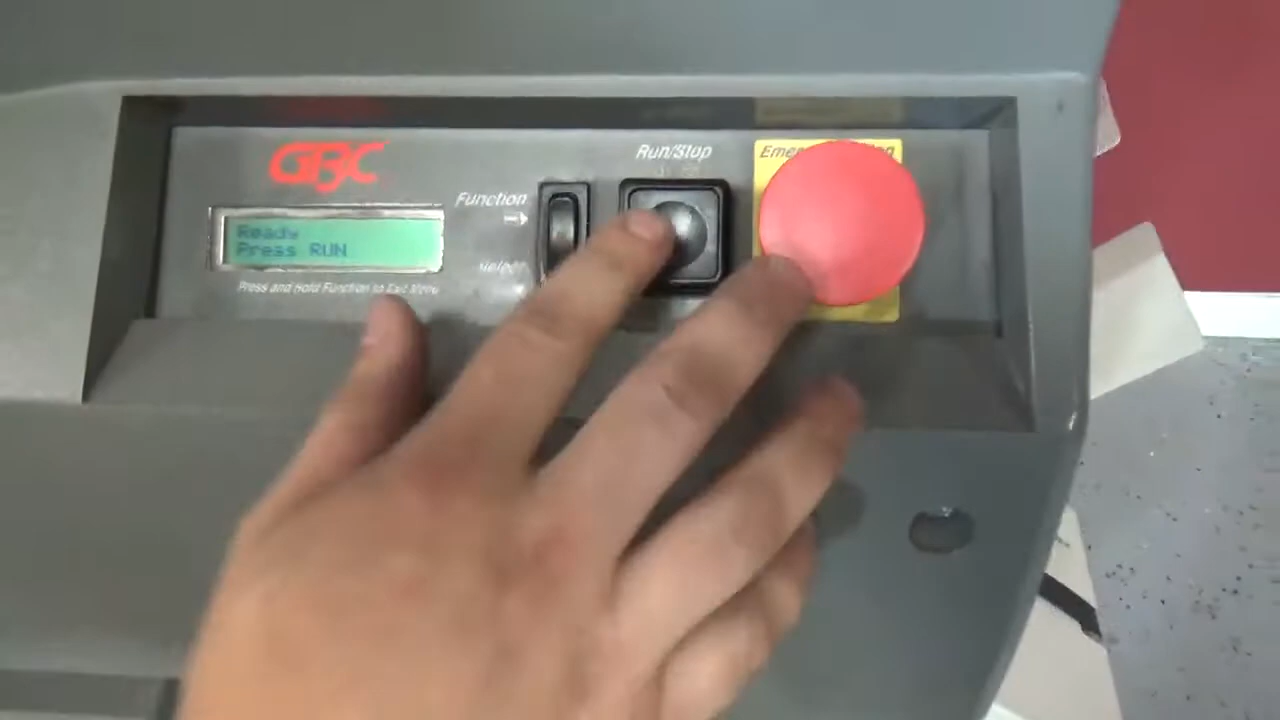 GBC
Run/Stop
Function
Ready
Press RUN
Press and Hold Function to Exit Menu